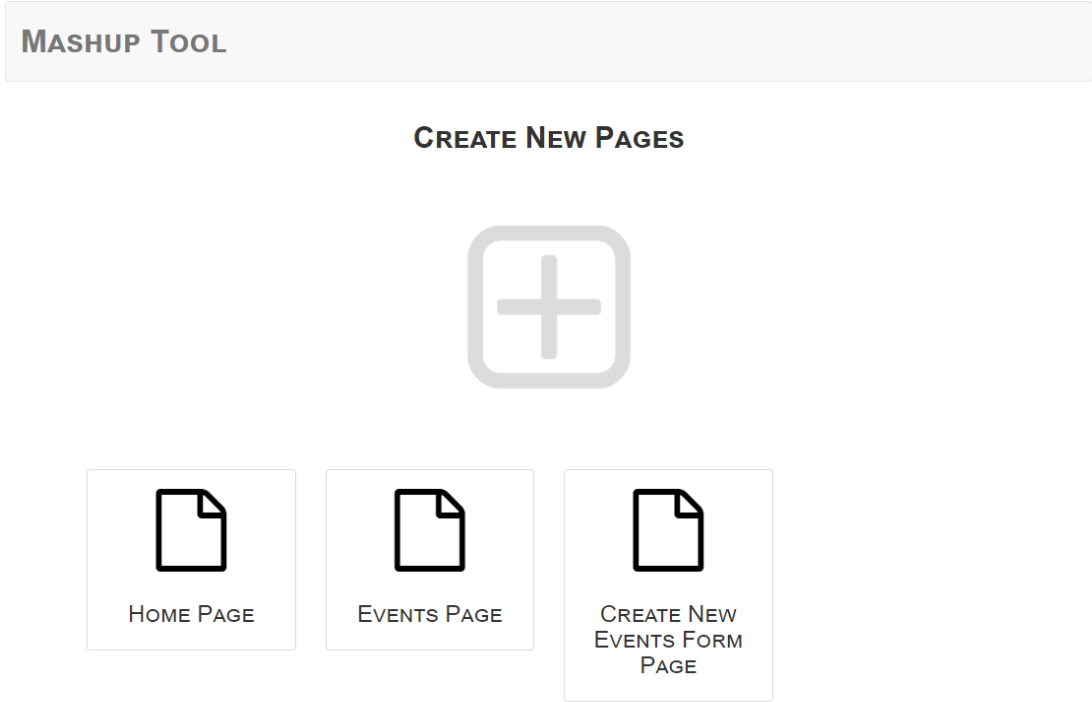 Mashup Tool
Create New Pages
Home Page
Events Page
Create New
Events Form
Page